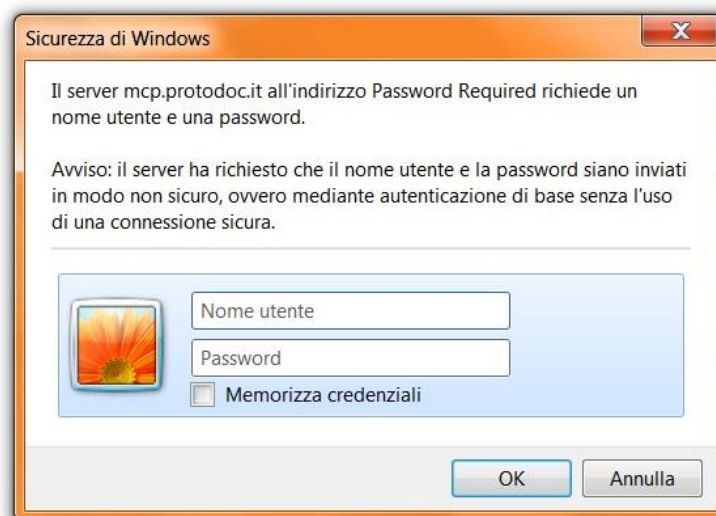 Sicurezza di Windows
Il server mcp.protodoc.it all'indirizzo Password Required richiede un
nome utente e una password.
Avviso: il server ha richiesto che il nome utente e la password siano inviati
in modo non sicuro, ovvero mediante autenticazione di base senza l'uso
di una connessione sicura.
Nome utente
Password
Memorizza credenziali
OK
Annulla